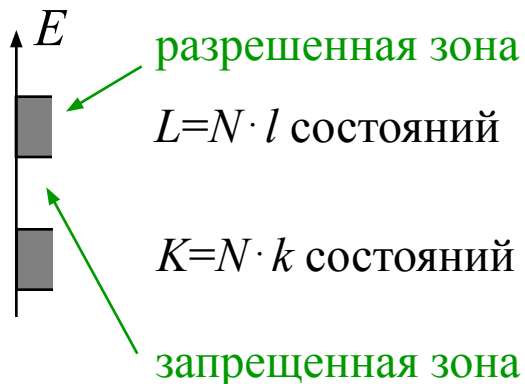 E
разрешенная зона
L=N· l состояний
K=N· k состояний
запрещенная зона